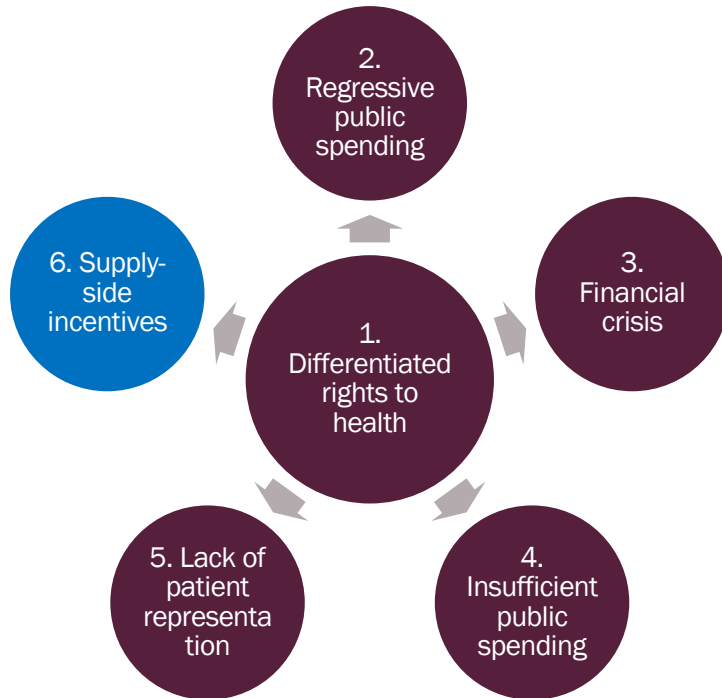 2.
Regressive
public
spending
6. Supply-
side
incentives
3.
Financial
crisis
1.
Differentiated
rights to
health
5. Lack of
patient
representa
tion
4.
Insufficient
public
spending